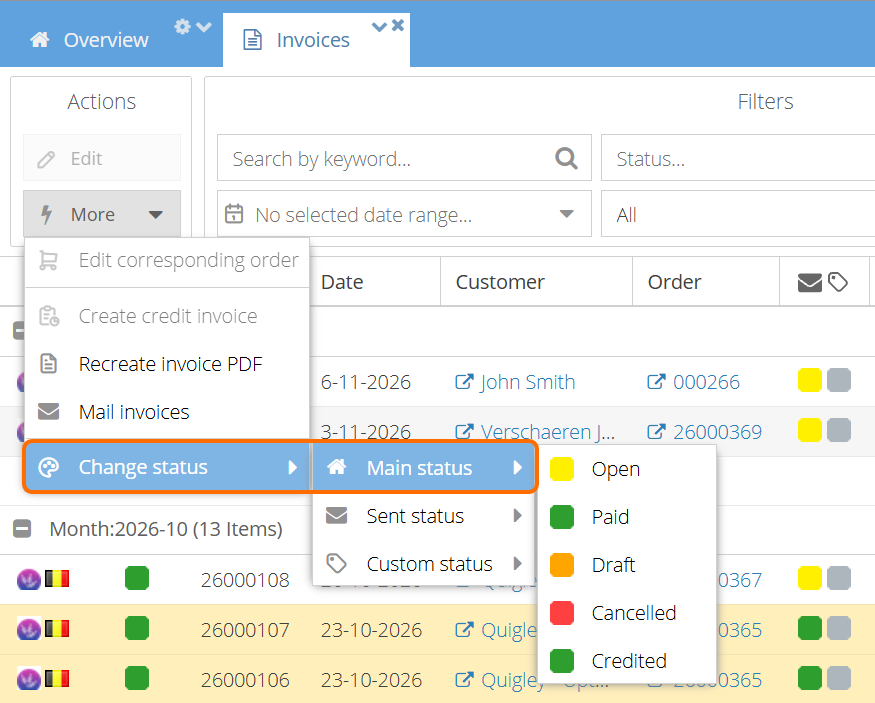 Overview
Invoices
Actions
Filters
Edit
Search by keyword...
Status...
More
No selected date range...
All
Edit corresponding order
Create credit invoice
Recreate invoice PDF
Mail invoices
Change status
Main status
Sent status
Custom status
Open
Paid
Draft
Cancelled
Credited
Date
Customer
Order
6-11-2026
John Smith
000266
3-11-2026
Verschaeren J...
26000369
Month:2026-10 (13 Items)
26000108
26000107
23-10-2026
26000106
23-10-2026